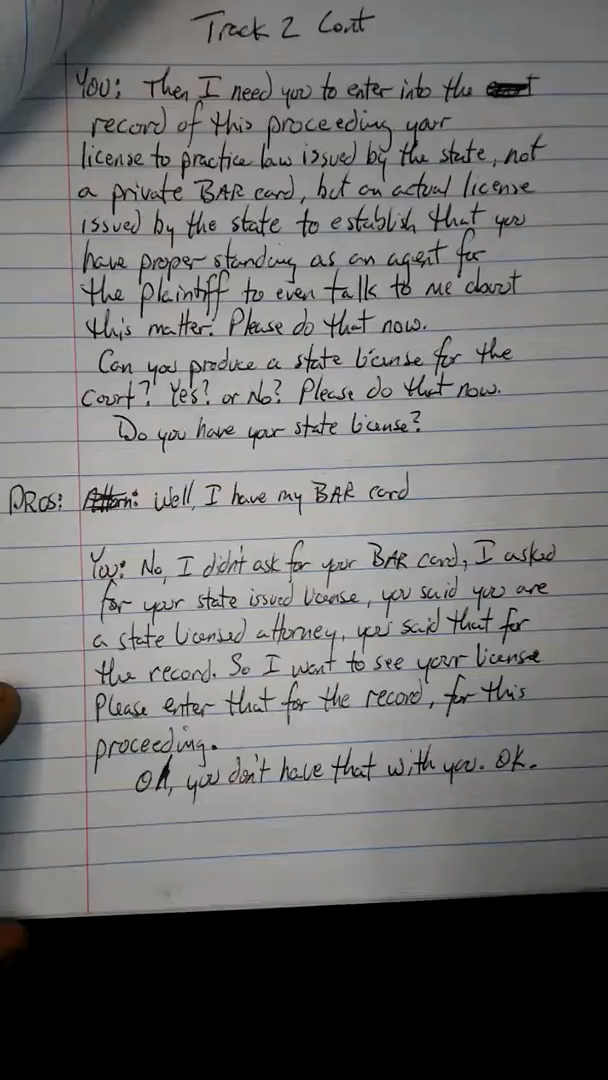 Track 2 Cont
You: Then I need you to enter into the
record of this proceeding your
license to practice law issued by the state, not
a private BAR card, but an actual license
issued by the state to establish that you
have proper standing as an agent for
the Plaintiff to even talk to me about
this matter. Please do that now.
Can you produce a state license for the
Court? Yes? or No? Please do that now.
Do you have your state license?
PROS: Well, I have my BAR card
You: No, I didn't ask for your BAR card, I asked
for your state issued license, you said you are
a state licensed attorney, you said that for
the record. So I want to see your license
Please enter that for the record, for this
proceeding.
Oh, you don't have that with you. OK.